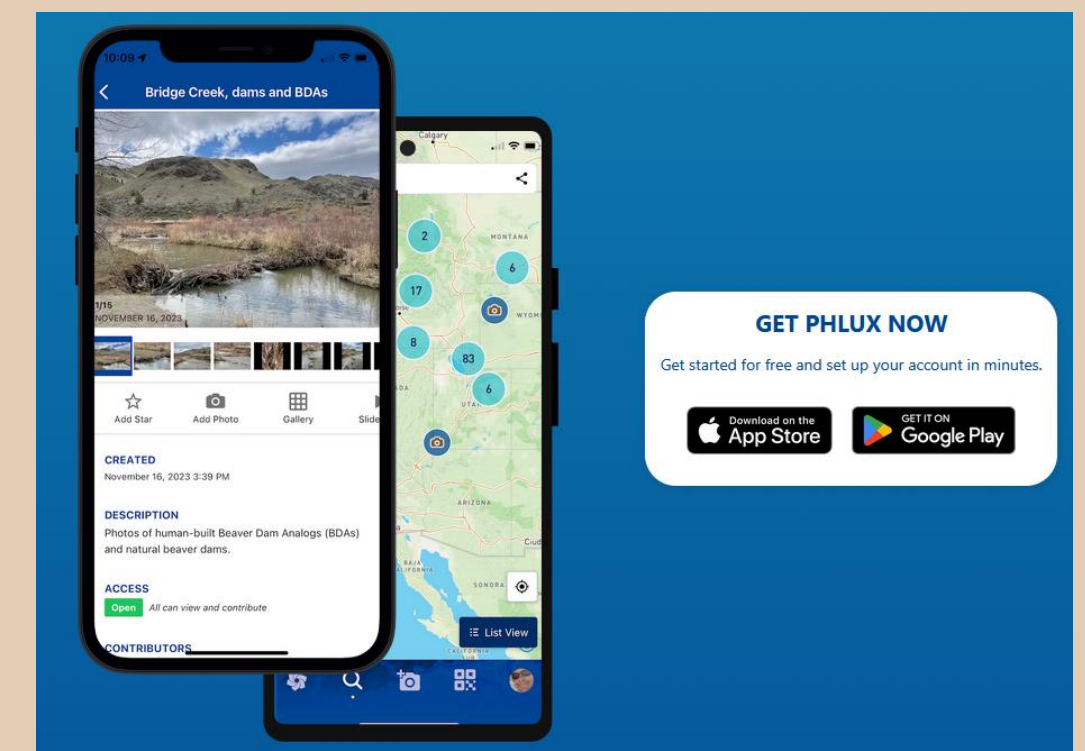 10:09
Bridge Creek, dams and BDAs
1/15
NOVEMBER 16, 2023
Add Star
Add Photo
Gallery
CREATED
November 16, 2023 3:39 PM
DESCRIPTION
Photos of human-built Beaver Dam Analogs (BDAs)
and natural beaver dams.
ACCESS
Open All can view and contribute
CONTRIBUTORS
Calgary
2
MONTANA
6
17
8
83
6
ARIZONA
BAJA
CALIFORNIA
SONORA
List View
GET PHLUX NOW
Get started for free and set up your account in minutes.
Download on the
App Store
GET IT ON
Google Play